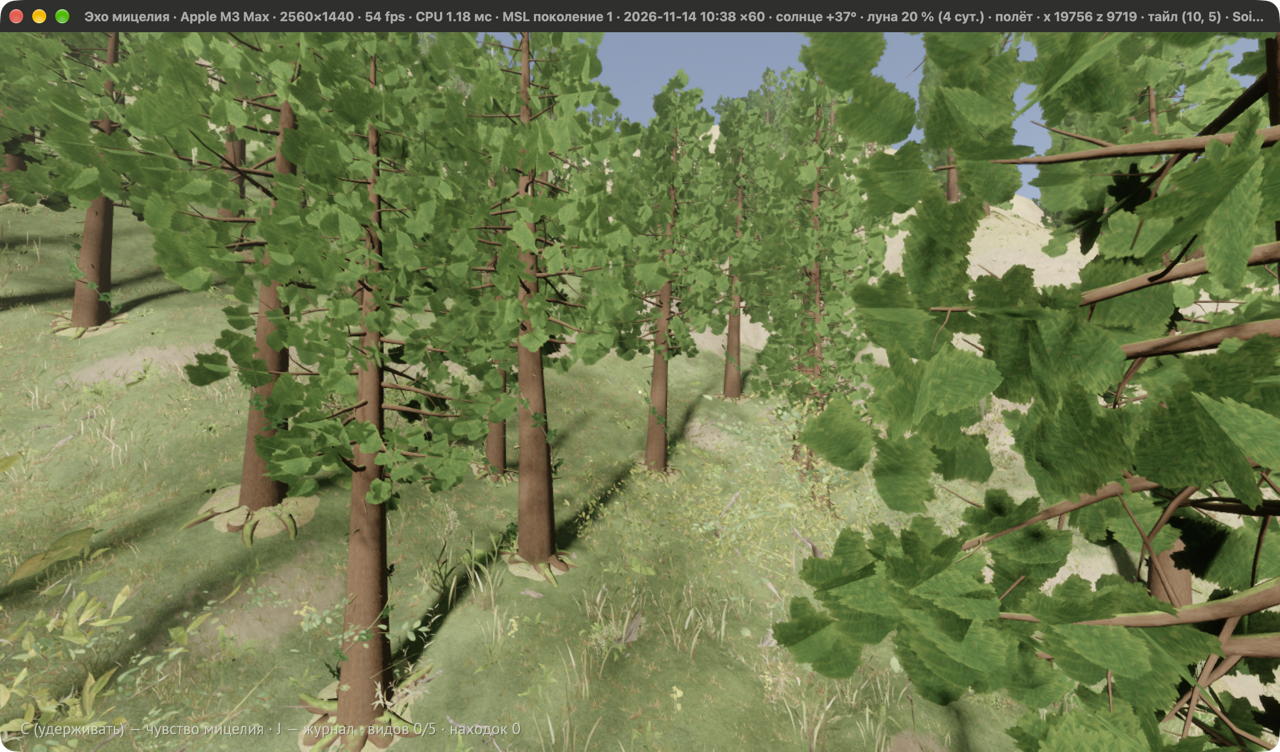 Эхо мицелия · Apple M3 Max · 2560×1440 · 54 fps · CPU 1.18 мс · MSL поколение 1 · 2026-11-14 10:38 ×60 · солнце +37° · луна 20 % (4 сут.) · полёт · x 19756 z 9719 · тайл (10, 5) · Soi...
C (удерживать) — чувство мицелия · J — журнал · видов 0/5 · находок 0